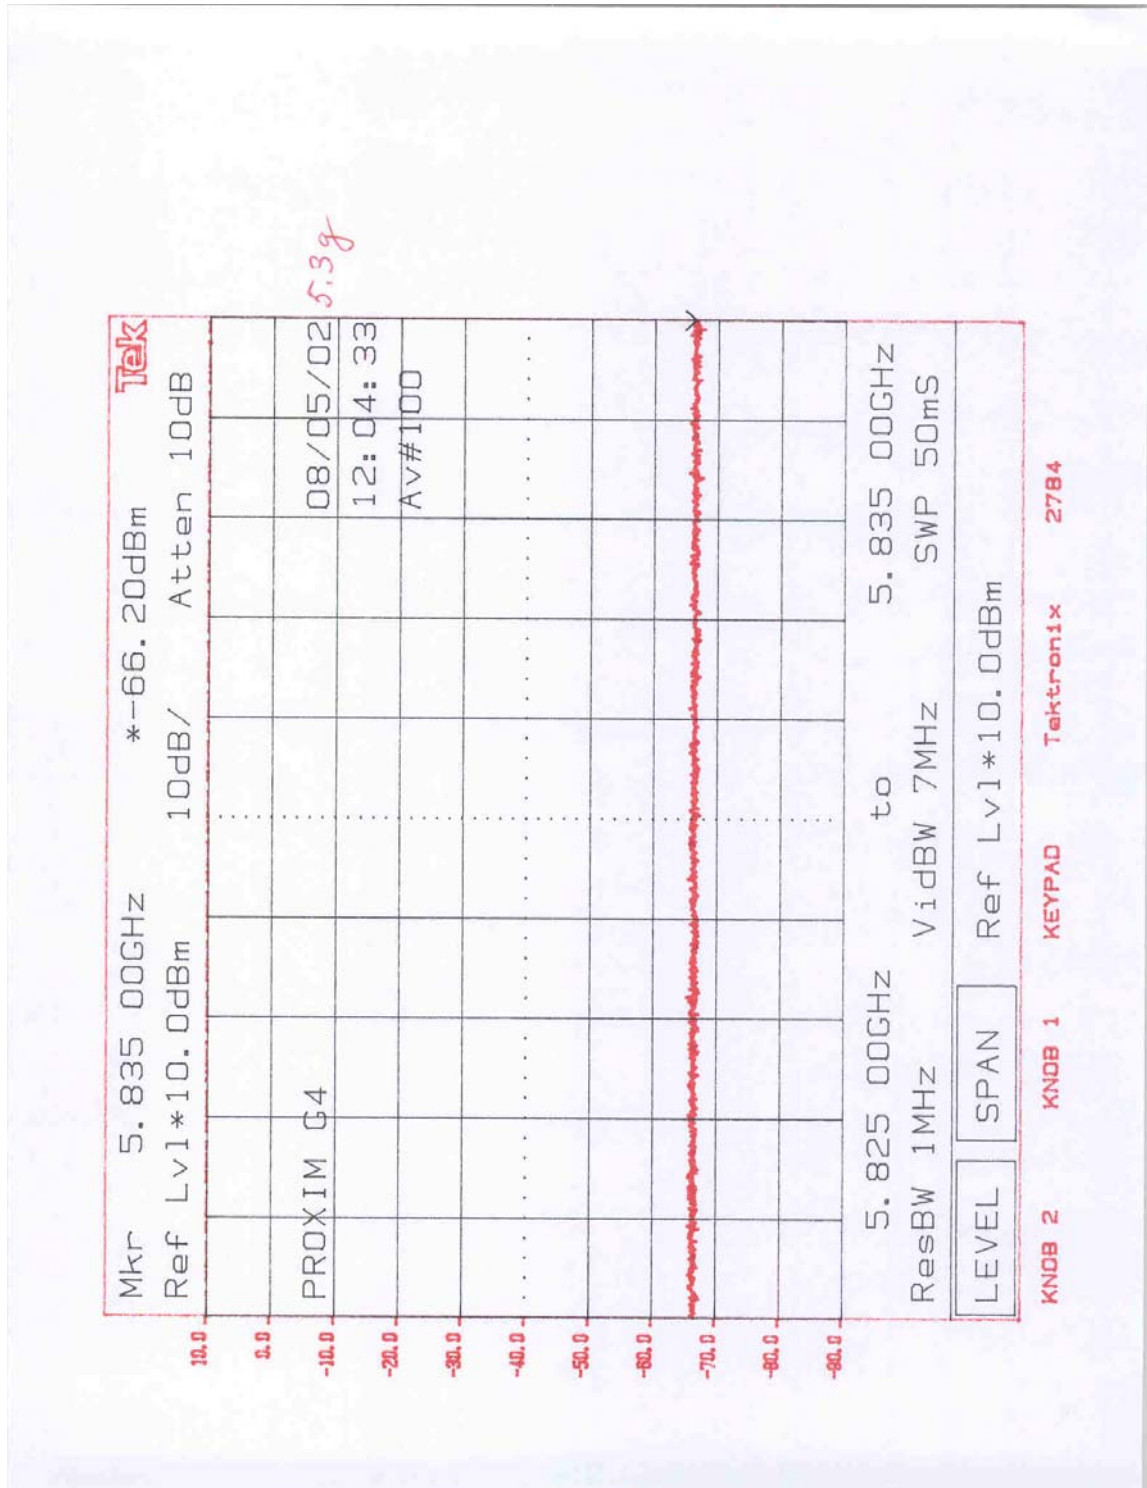 Mkr 5.835 00GHz *-66.20dBm Tek
Ref Lvl*10.0dBm 10dB/ Atten 10dB
10.0
0.0
PROXIM G4 08/05/02 5.3g
-10.0
12:04:33
-20.0
Av#100
-30.0
-40.0
-50.0
-60.0
-70.0
-80.0
-90.0
5.825 00GHz to 5.835 00GHz
ResBW 1MHz VidBW 7MHz SWP 50mS
LEVEL SPAN Ref Lvl*10.0dBm
KNOB 2 KNOB 1 KEYPAD Tektronix 2784